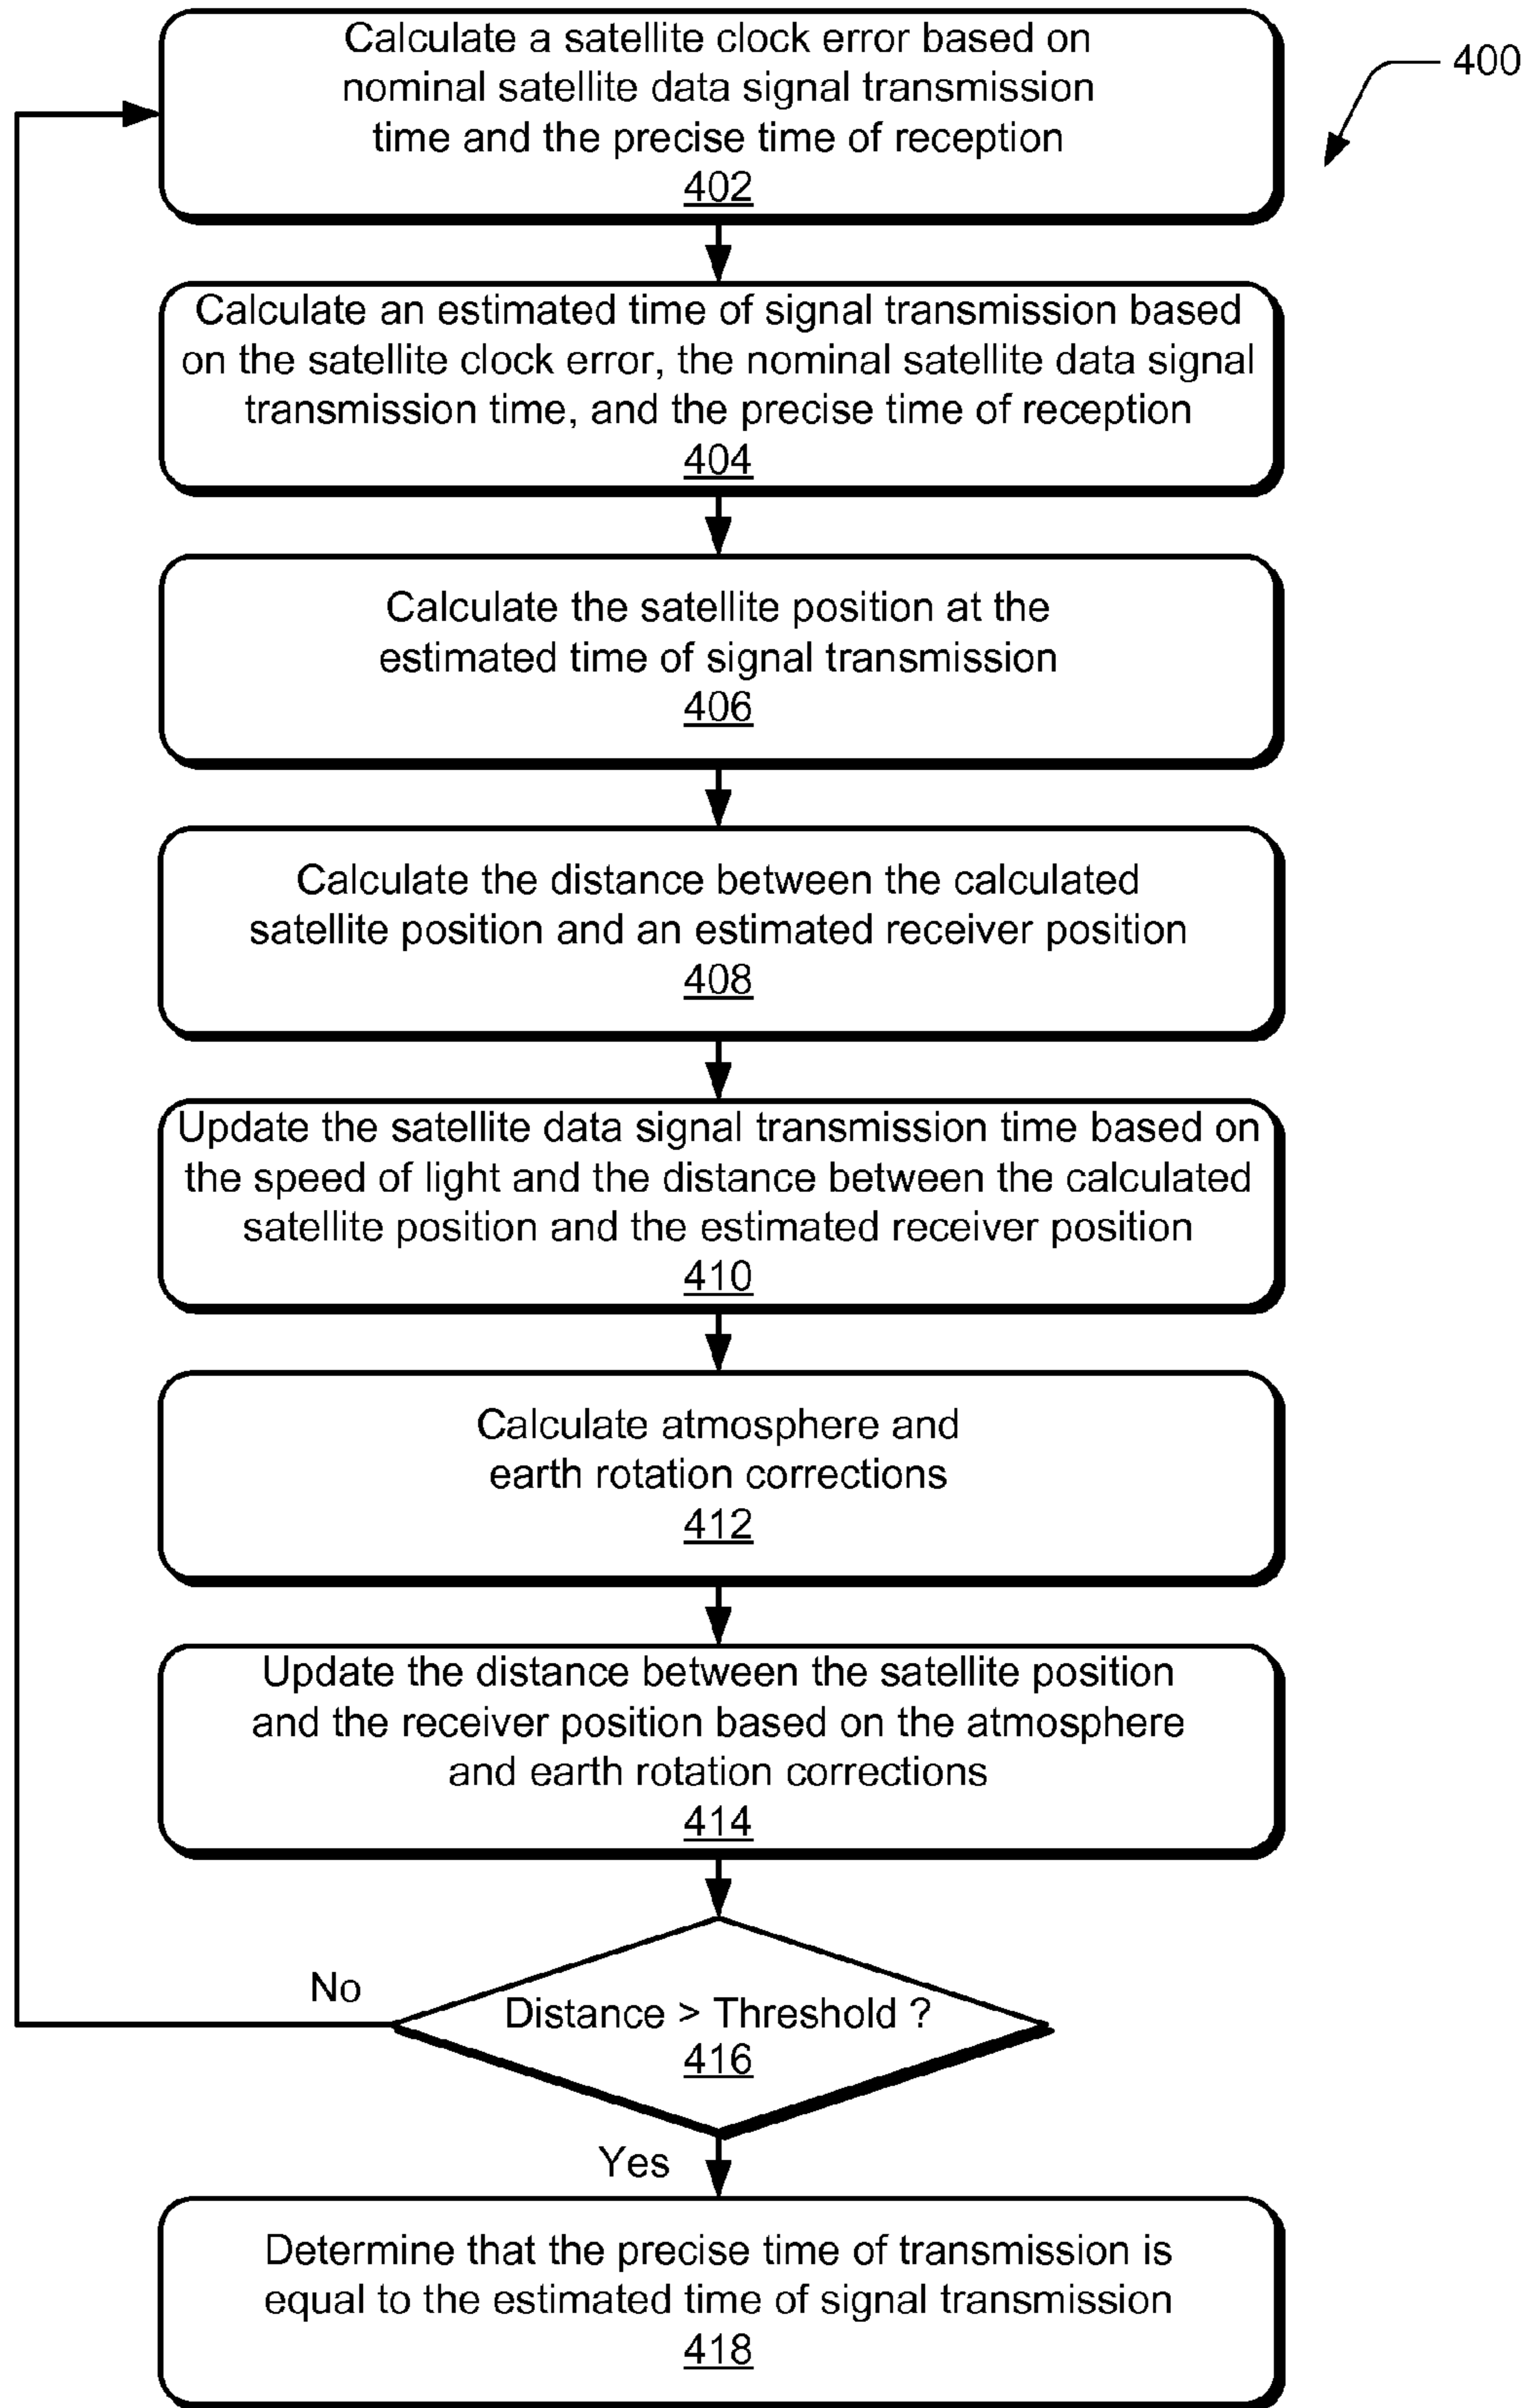 Calculate a satellite clock error based on
nominal satellite data signal transmission
time and the precise time of reception
402
400
Calculate an estimated time of signal transmission based
on the satellite clock error, the nominal satellite data signal
transmission time, and the precise time of reception
404
Calculate the satellite position at the
estimated time of signal transmission
406
Calculate the distance between the calculated
satellite position and an estimated receiver position
408
Update the satellite data signal transmission time based on
the speed of light and the distance between the calculated
satellite position and the estimated receiver position
410
Calculate atmosphere and
earth rotation corrections
412
Update the distance between the satellite position
and the receiver position based on the atmosphere
and earth rotation corrections
414
No
Distance > Threshold ?
416
Yes
Determine that the precise time of transmission is
equal to the estimated time of signal transmission
418